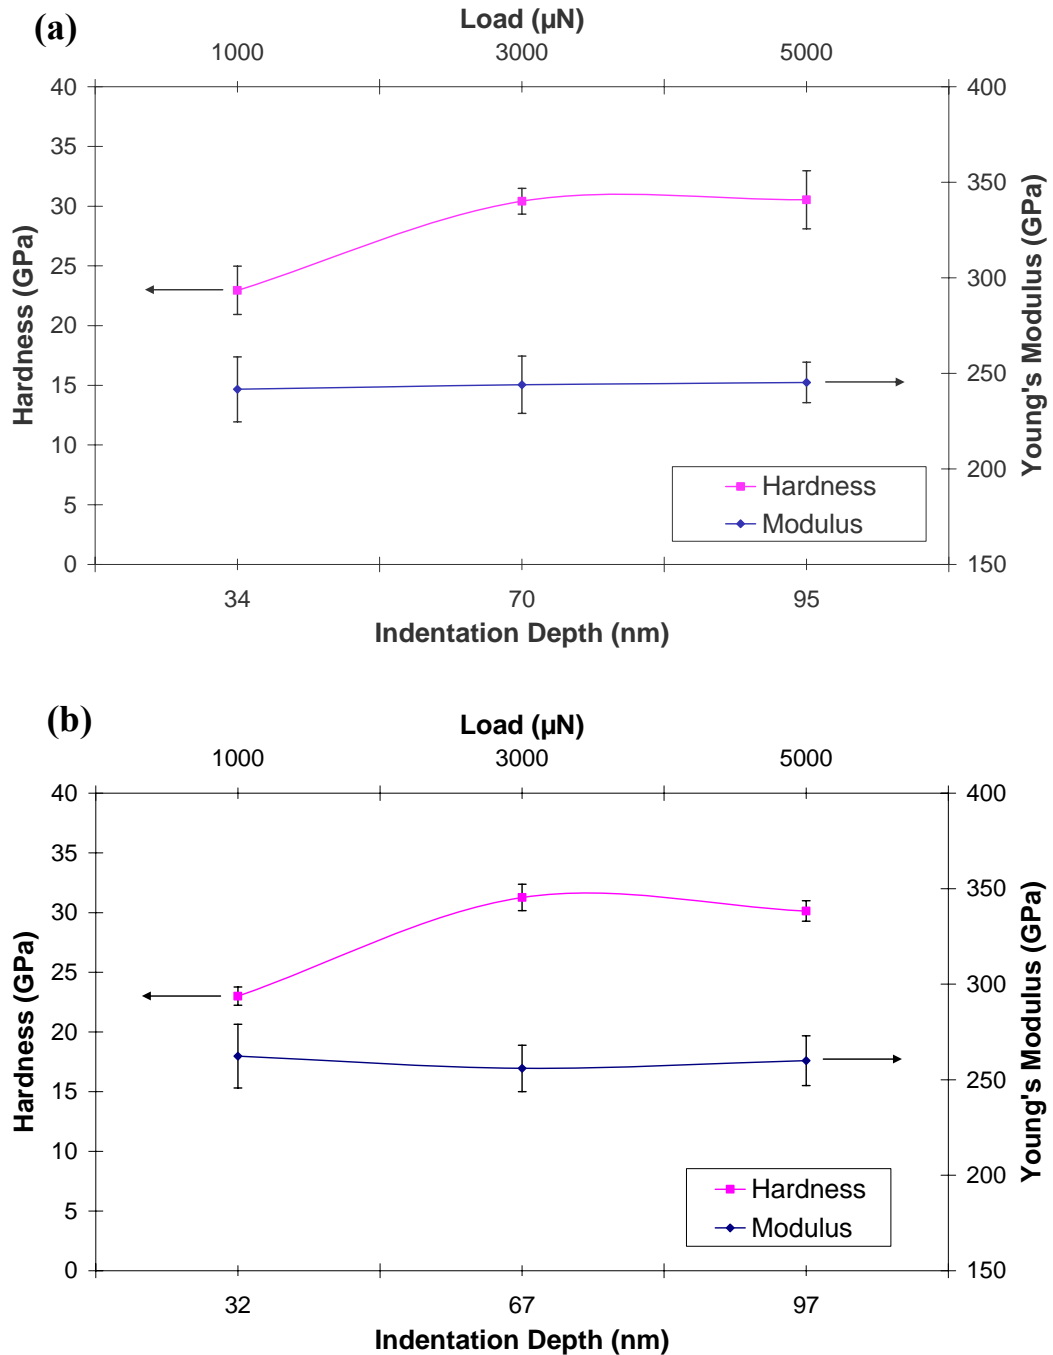 (a)
Load (µN)
1000 3000 5000
40 400
35
350
30
25
300
20
15
250
10
200
5
0 150
Hardness (GPa)
Young's Modulus (GPa)
Hardness
Modulus
34 70 95
Indentation Depth (nm)
(b)
Load (µN)
1000 3000 5000
40 400
35
350
30
25
300
20
15
250
10
200
5
0 150
Hardness (GPa)
Young's Modulus (GPa)
Hardness
Modulus
32 67 97
Indentation Depth (nm)